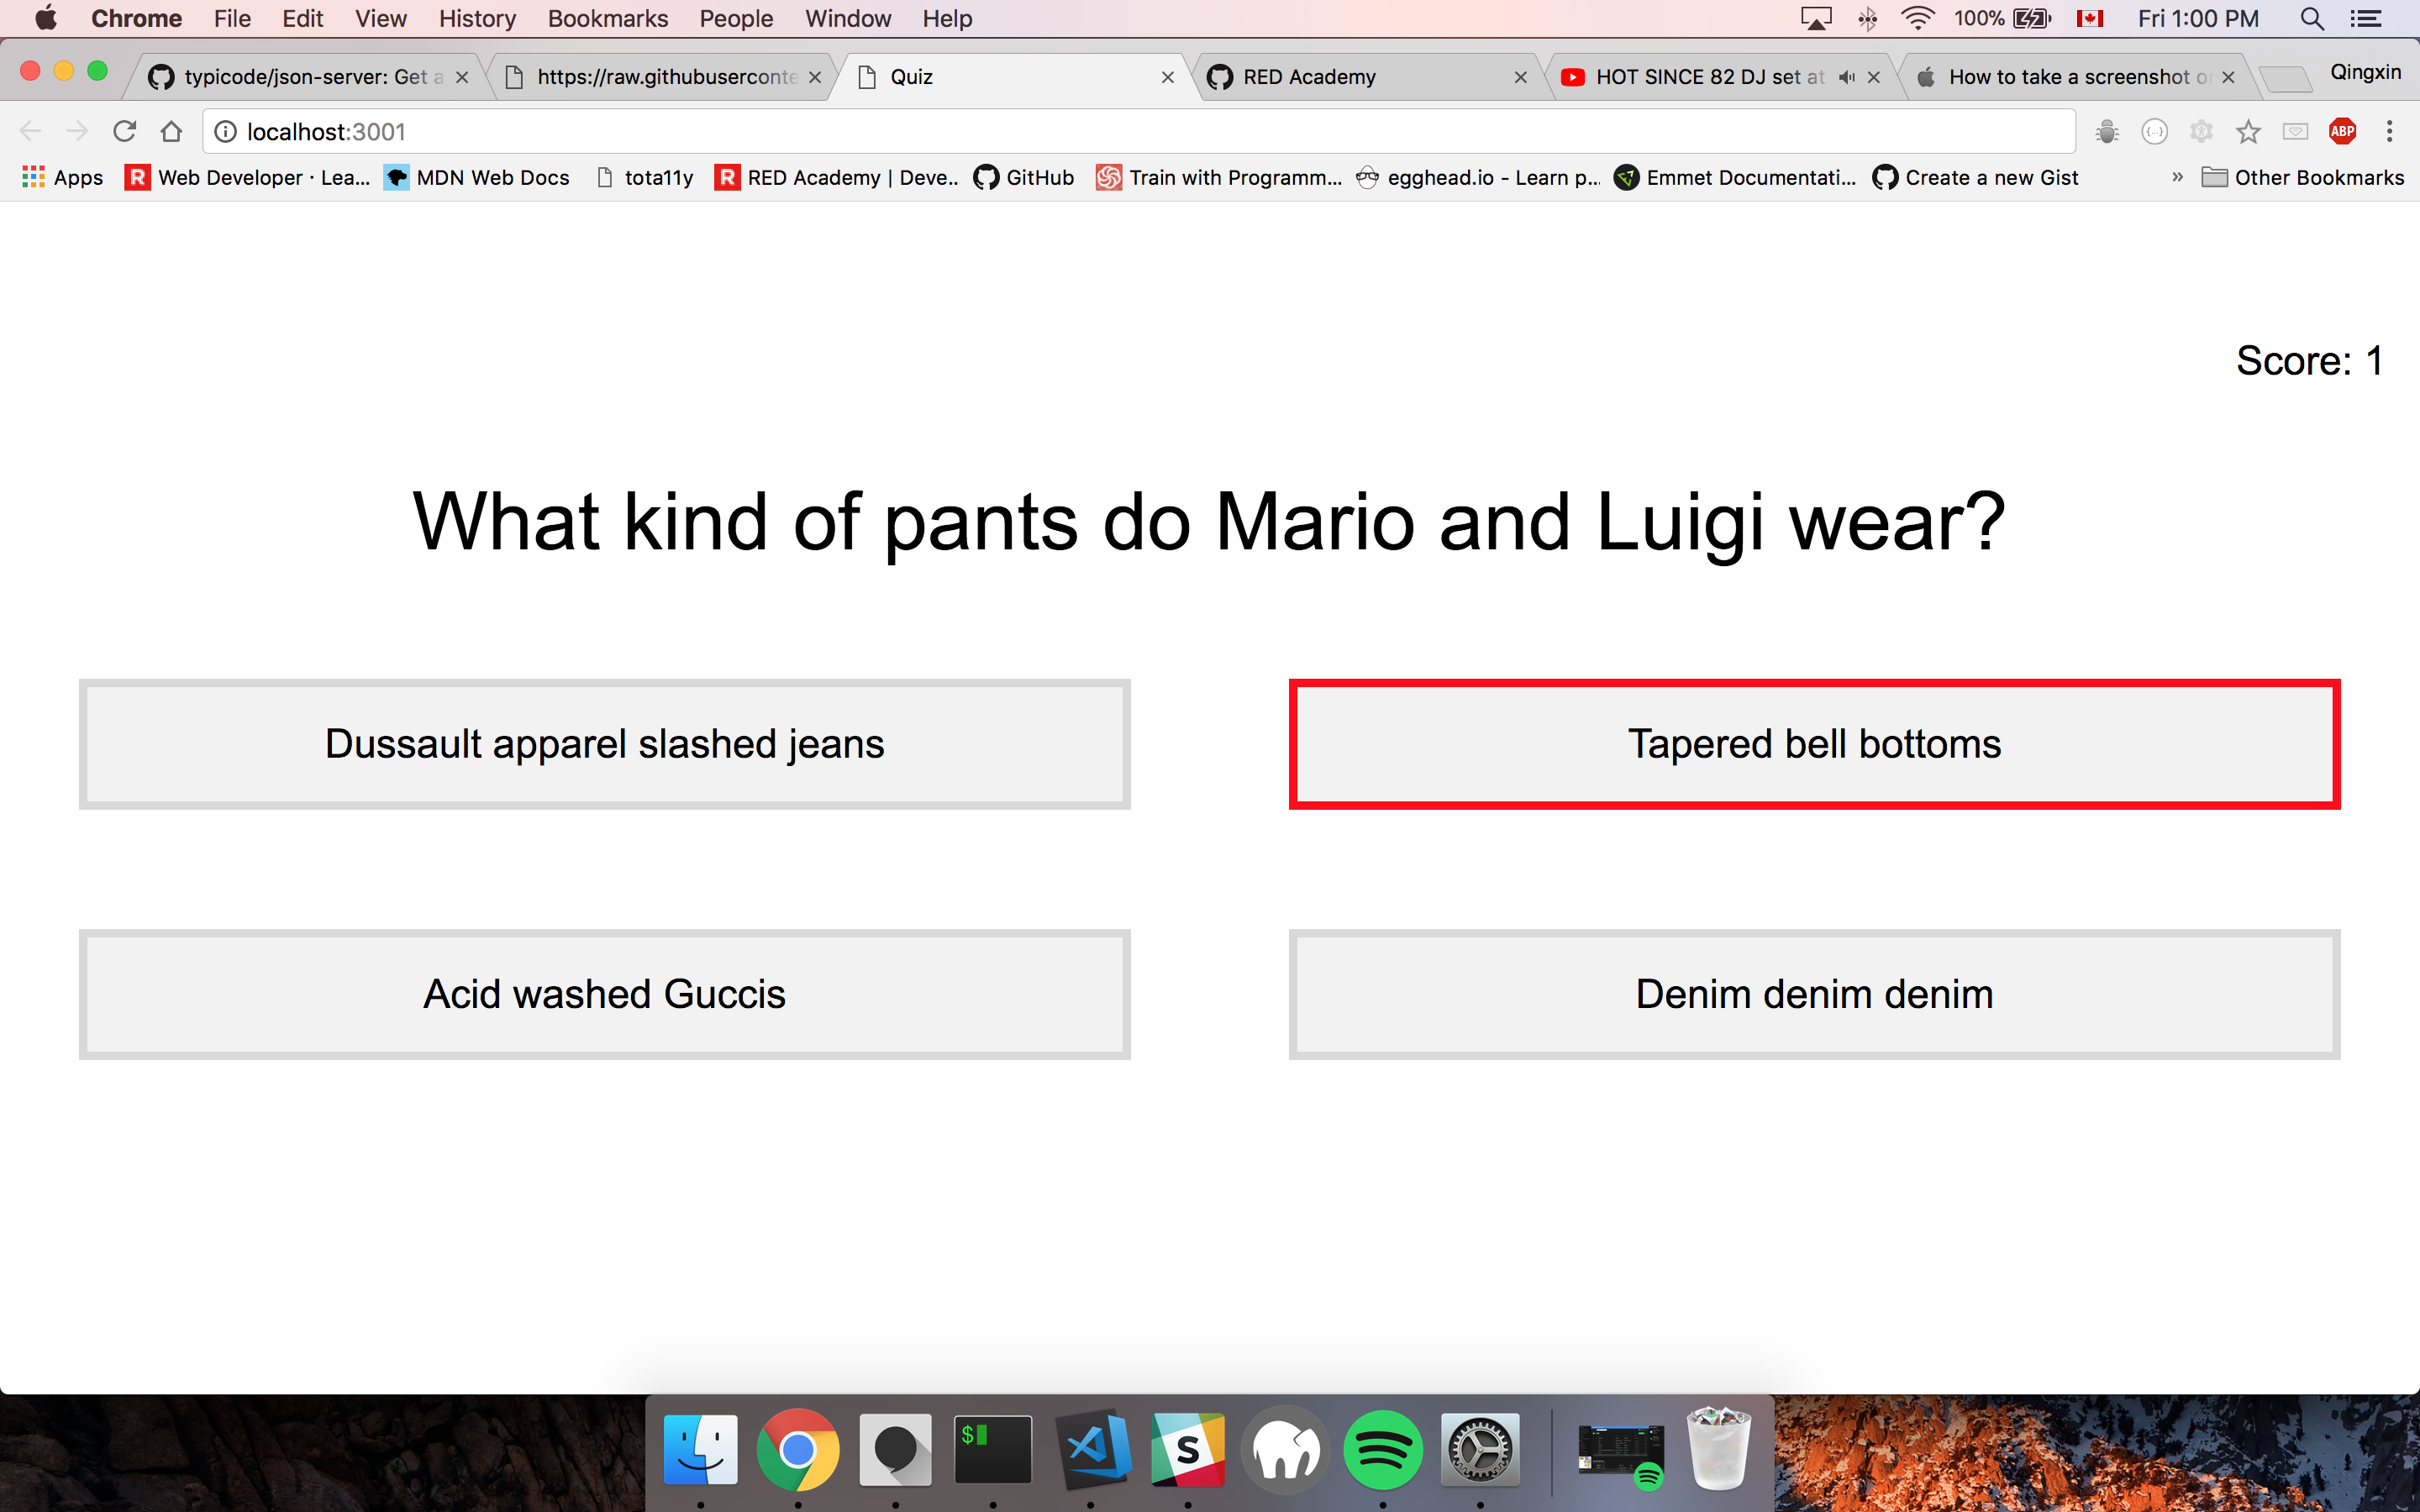 Chrome File Edit View History Bookmarks People Window Help 100% Fri 1:00 PM
typicode/json-server: Get a https://raw.githubuserconte Quiz RED Academy HOT SINCE 82 DJ set at How to take a screenshot o Qingxin
localhost:3001 ABP
Apps R Web Developer · Lea... MDN Web Docs tota11y R RED Academy | Deve.. GitHub Train with Programm... egghead.io - Learn p... Emmet Documentati... Create a new Gist » Other Bookmarks
Score: 1
What kind of pants do Mario and Luigi wear?
Dussault apparel slashed jeans
Tapered bell bottoms
Acid washed Guccis
Denim denim denim
$ S